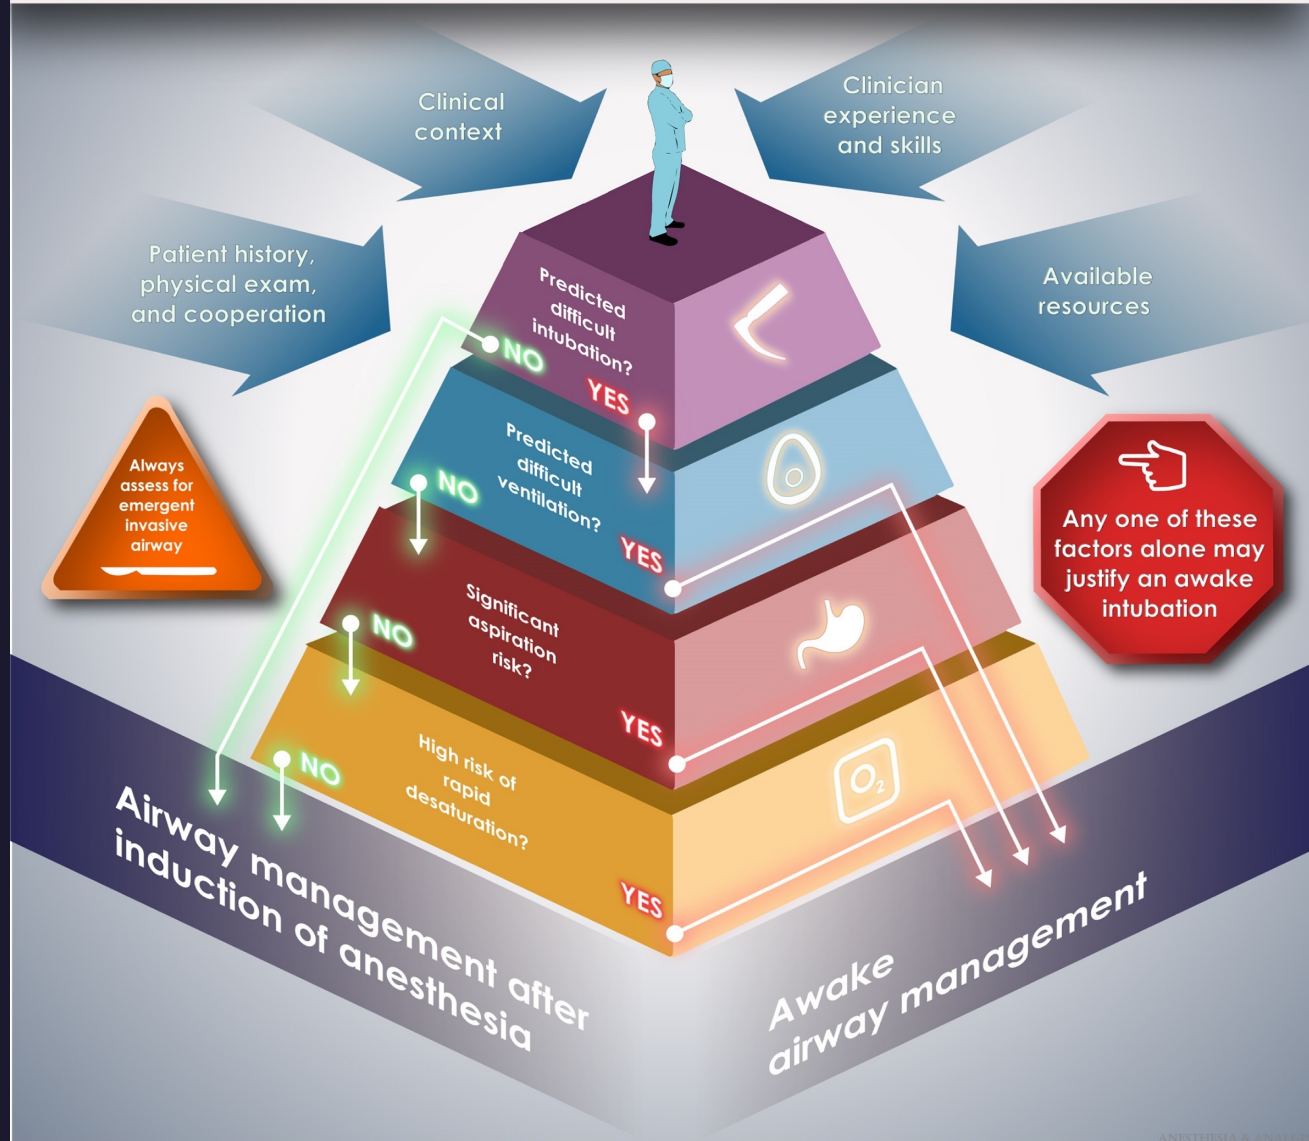 Clinical
context
Clinician
experience
and skills
Patient history,
physical exam,
and cooperation
Available
resources
Predicted
difficult
intubation?
NO
YES
Predicted
difficult
ventilation?
NO
YES
Significant
aspiration
risk?
NO
YES
High risk of
rapid
desaturation?
NO
YES
O2
Always
assess for
emergent
invasive
airway
Any one of these
factors alone may
justify an awake
intubation
Airway management after
induction of anesthesia
Awake
airway management